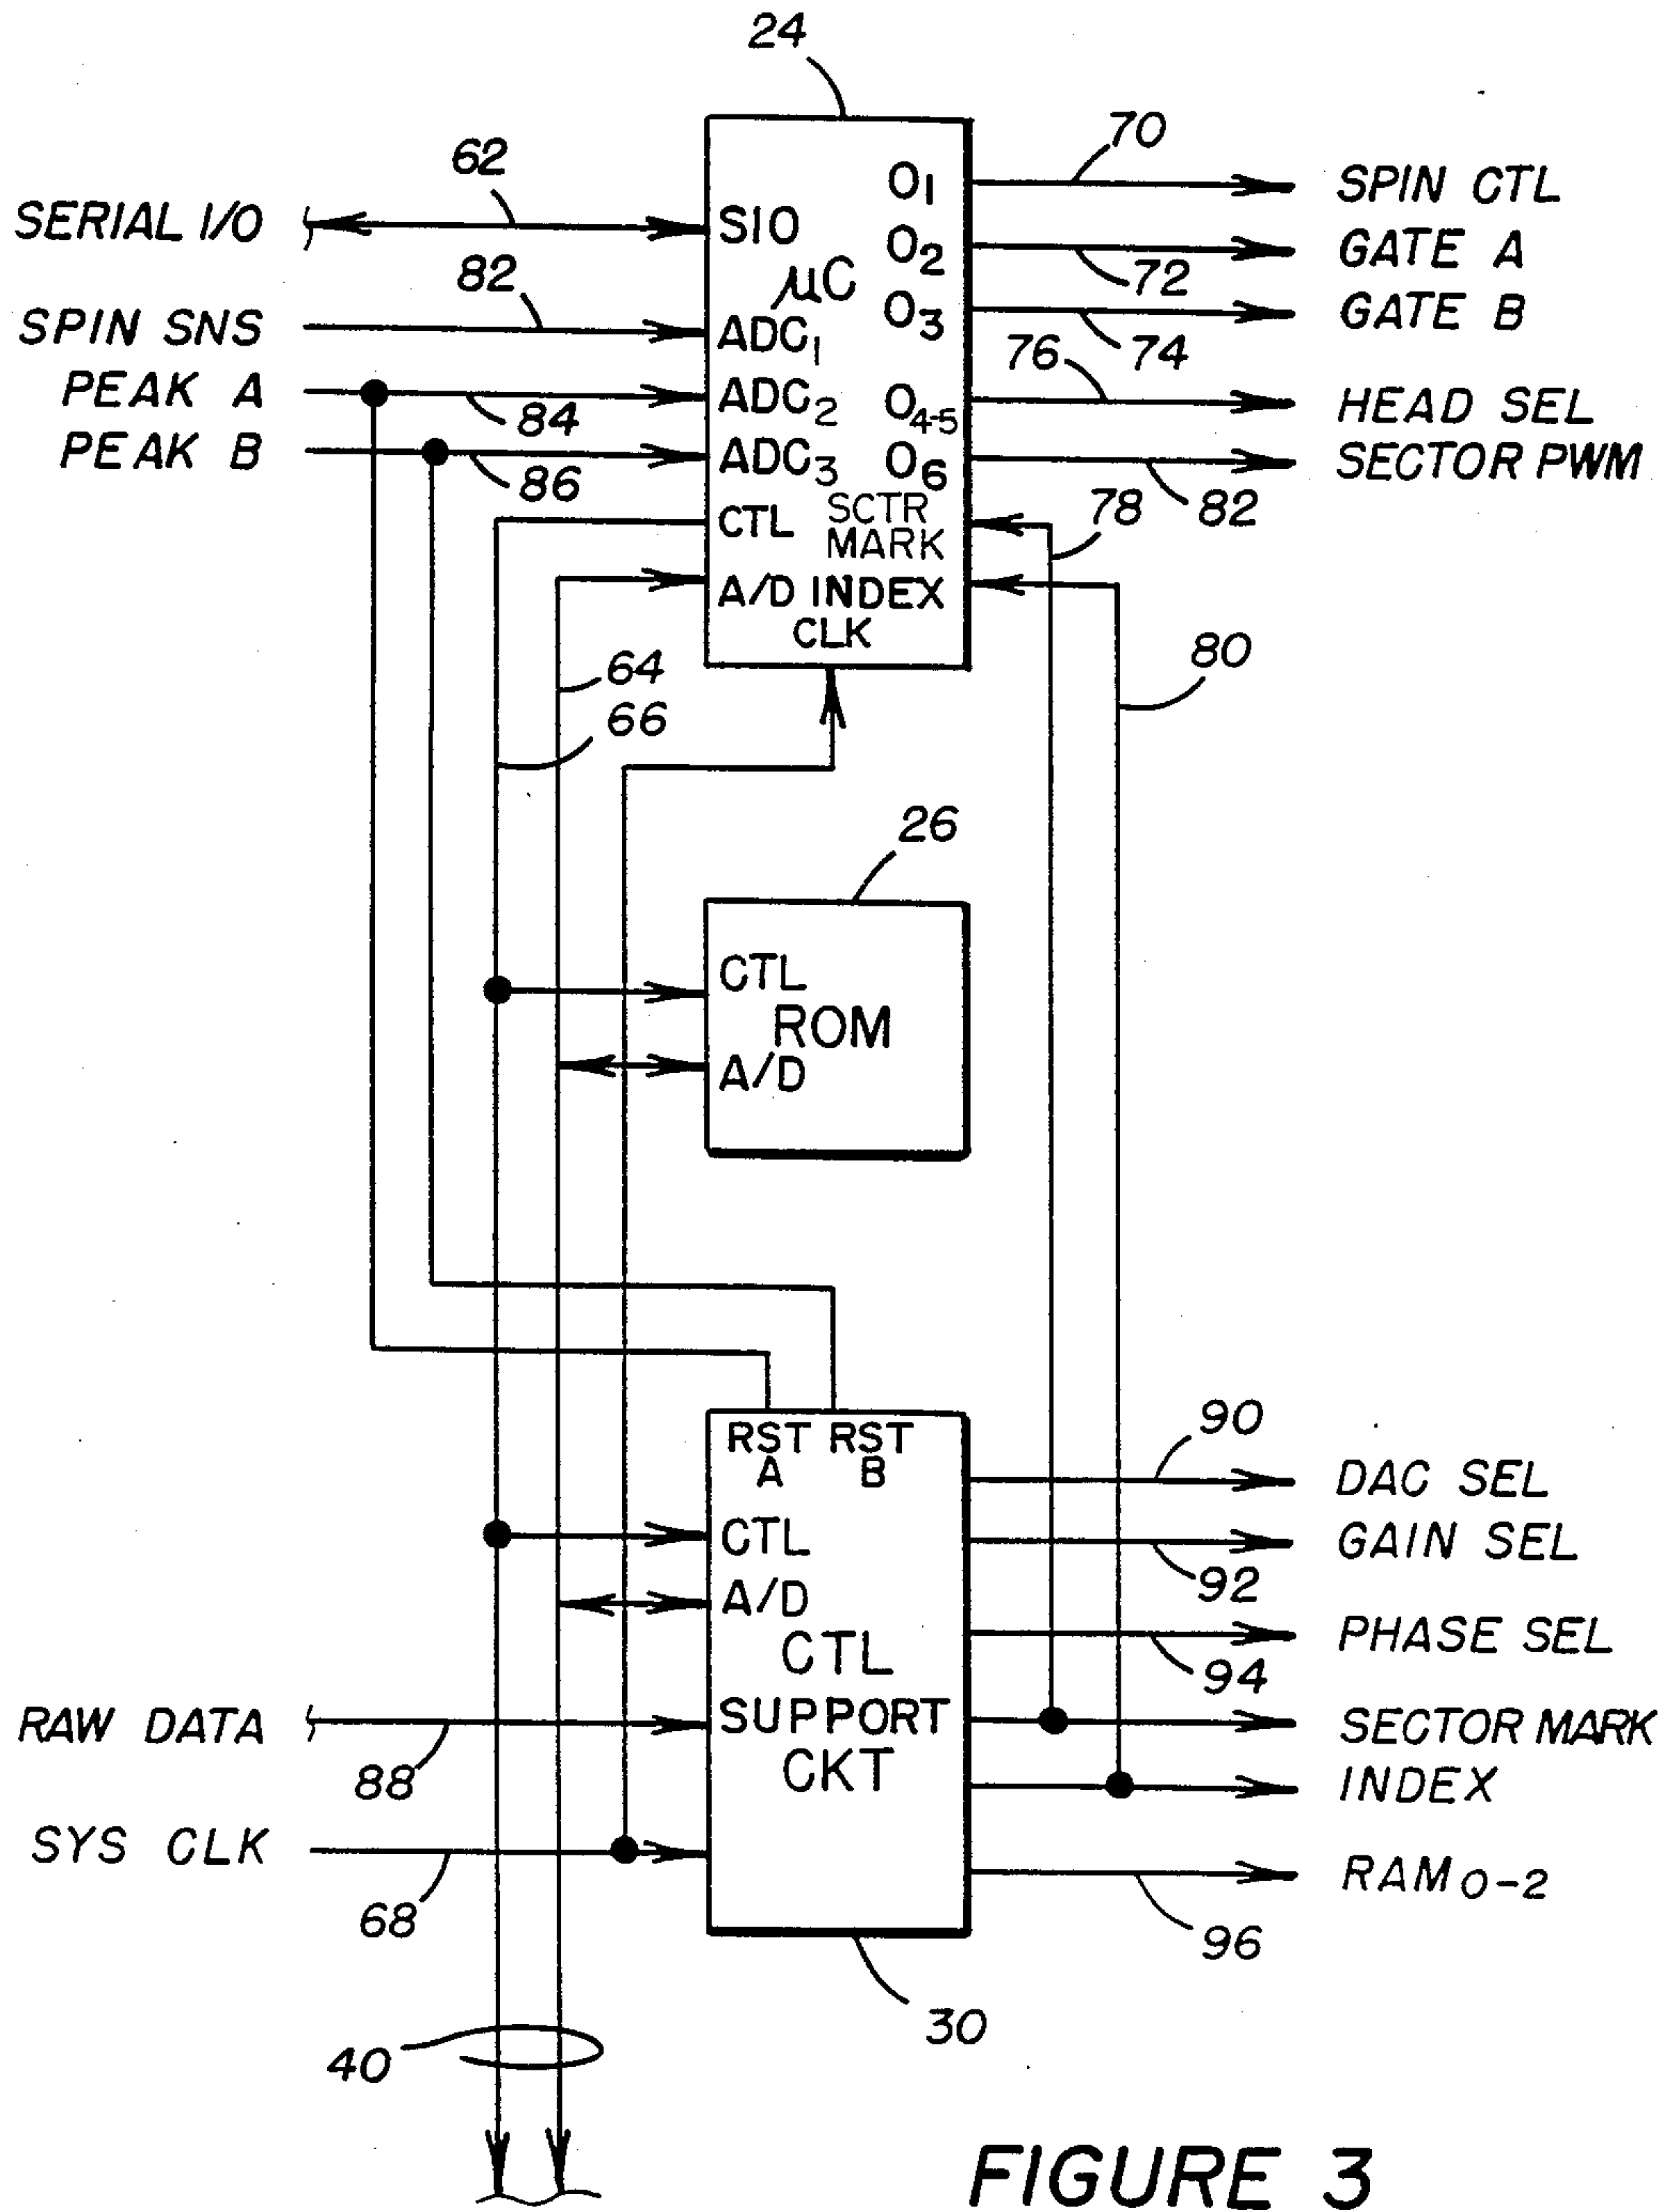 24
62
70
SERIAL I/O
SIO
O1
SPIN CTL
μC
O2
72
GATE A
82
SPIN SNS
ADC1
O3
74
GATE B
PEAK A
84
ADC2
76
O4-5
HEAD SEL
PEAK B
86
ADC3
O6
82
SECTOR PWM
CTL
SCTR
MARK
78
A/D INDEX
CLK
64
66
80
26
CTL
ROM
A/D
RST RST
A B
90
DAC SEL
CTL
92
GAIN SEL
A/D
CTL
94
PHASE SEL
RAW DATA
88
SUPPORT
CKT
SECTOR MARK
INDEX
SYS CLK
68
RAM0-2
96
30
40
FIGURE 3